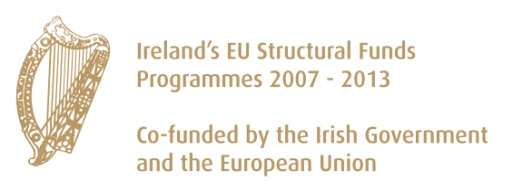 Ireland's EU Structural Funds
Programmes 2007 - 2013
Co-funded by the Irish Government
and the European Union